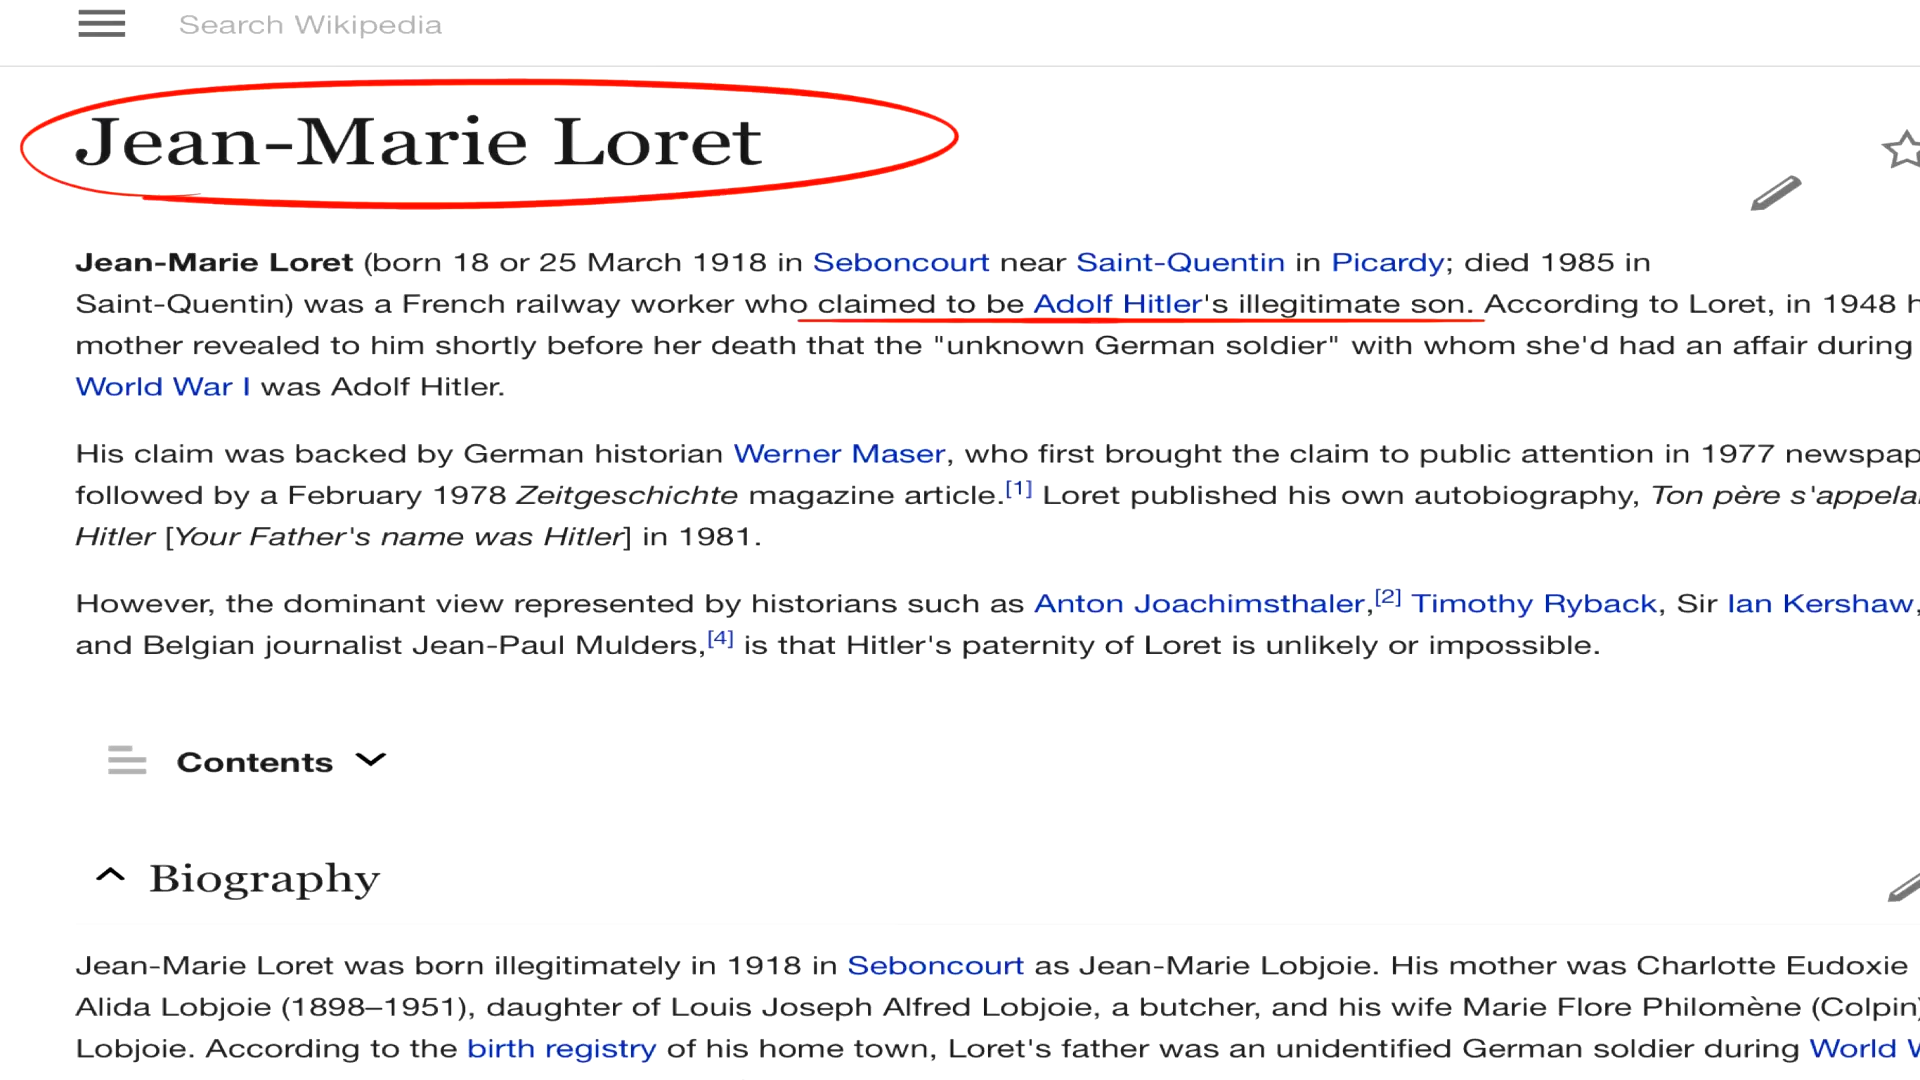 Search Wikipedia
Jean-Marie Loret
Jean-Marie Loret (born 18 or 25 March 1918 in Seboncourt near Saint-Quentin in Picardy; died 1985 in
Saint-Quentin) was a French railway worker who claimed to be Adolf Hitler's illegitimate son. According to Loret, in 1948
mother revealed to him shortly before her death that the "unknown German soldier" with whom she'd had an affair during
World War I was Adolf Hitler.
His claim was backed by German historian Werner Maser, who first brought the claim to public attention in 1977
followed by a February 1978 Zeitgeschichte magazine article.[1] Loret published his own autobiography, Ton père
Hitler [Your Father's name was Hitler] in 1981.
However, the dominant view represented by historians such as Anton Joachimsthaler,[2] Timothy Ryback, Sir Ian Kershaw,
and Belgian journalist Jean-Paul Mulders,[4] is that Hitler's paternity of Loret is unlikely or impossible.
Contents
Biography
Jean-Marie Loret was born illegitimately in 1918 in Seboncourt as Jean-Marie Lobjoie. His mother was Charlotte Eudoxie
Alida Lobjoie (1898–1951), daughter of Louis Joseph Alfred Lobjoie, a butcher, and his wife Marie Flore Philomène (Colpin)
Lobjoie. According to the birth registry of his home town, Loret's father was an unidentified German soldier during World